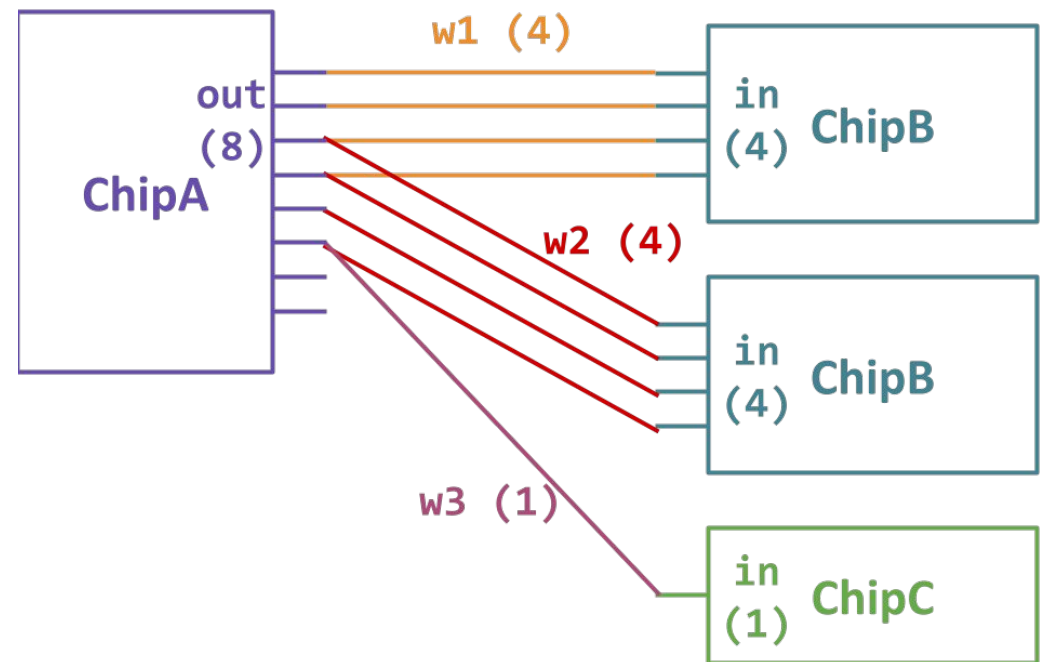 w1 (4)
out
(8)
ChipA
in
(4)
ChipB
w2 (4)
in
(4)
ChipB
w3 (1)
in
(1)
ChipC